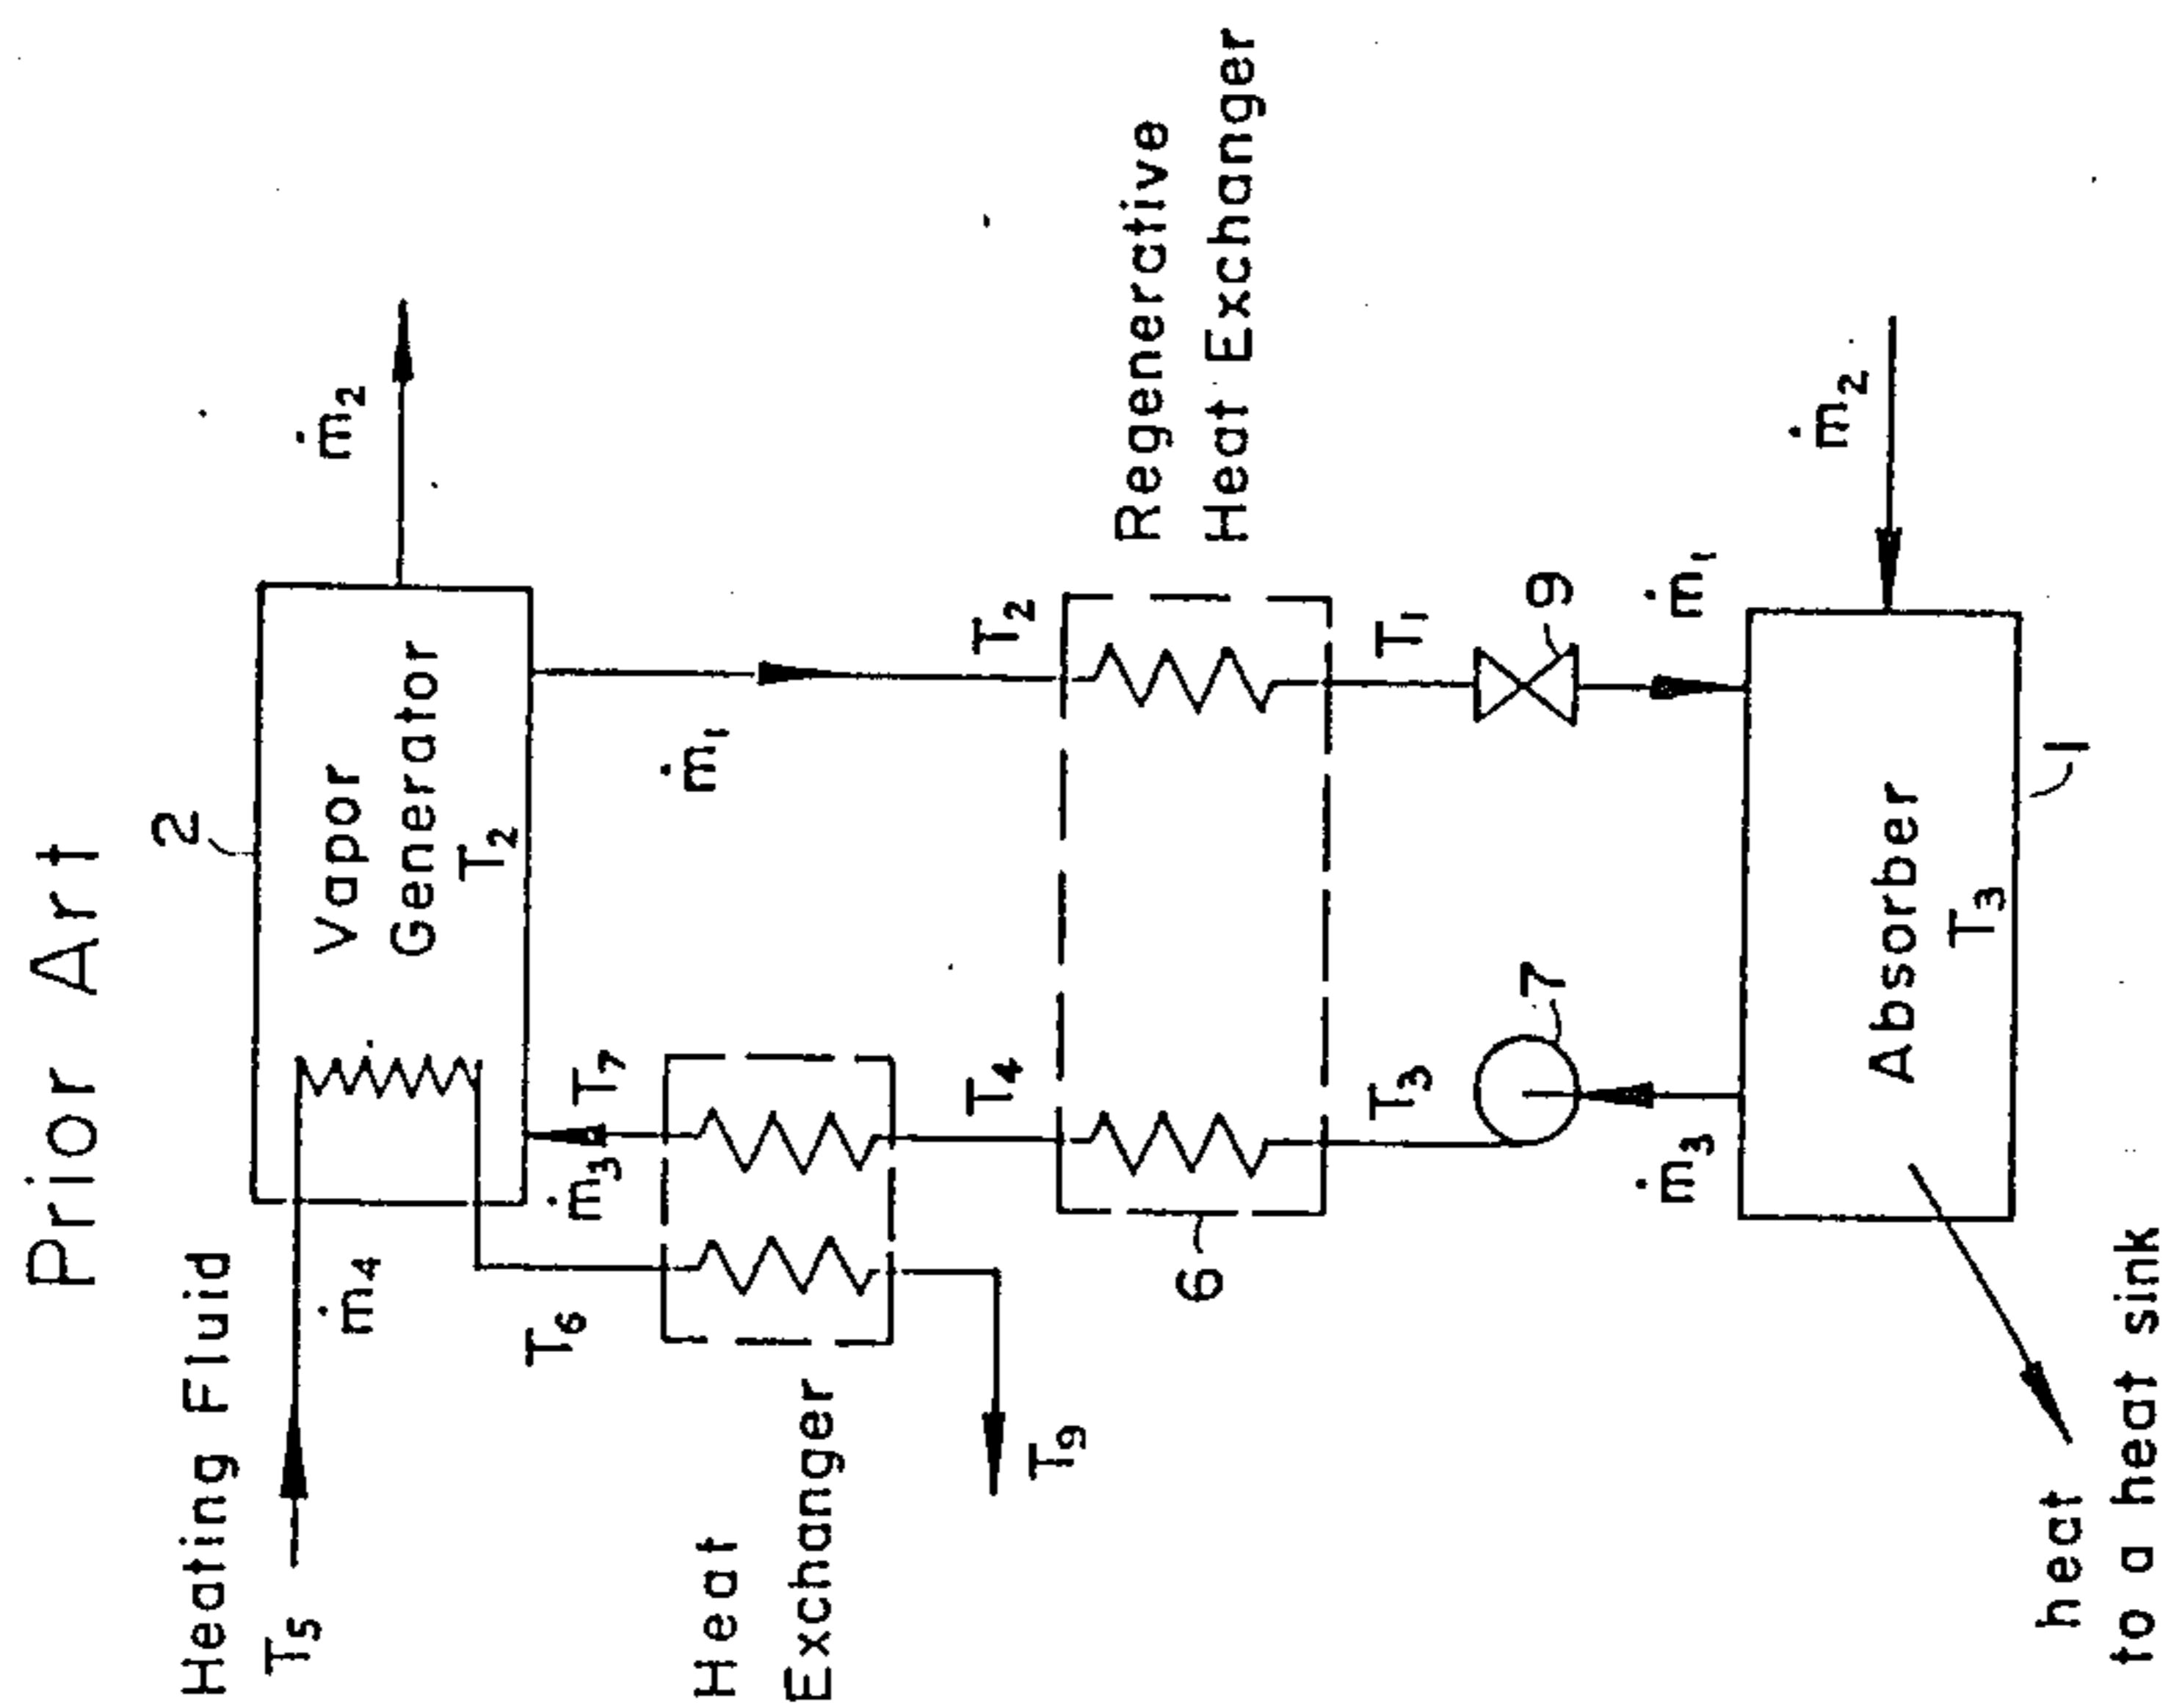 Prior Art
Heating Fluid
T5
ṁ4
2
Vapor
Generator
T2
ṁ2
T6
ṁ3
T7
ṁ1
Heat
Exchanger
T9
T4
T2
Regenerative
Heat Exchanger
6
T3
T1
7
9
ṁ3
ṁ1
ṁ2
Absorber
T3
1
heat
to a heat sink